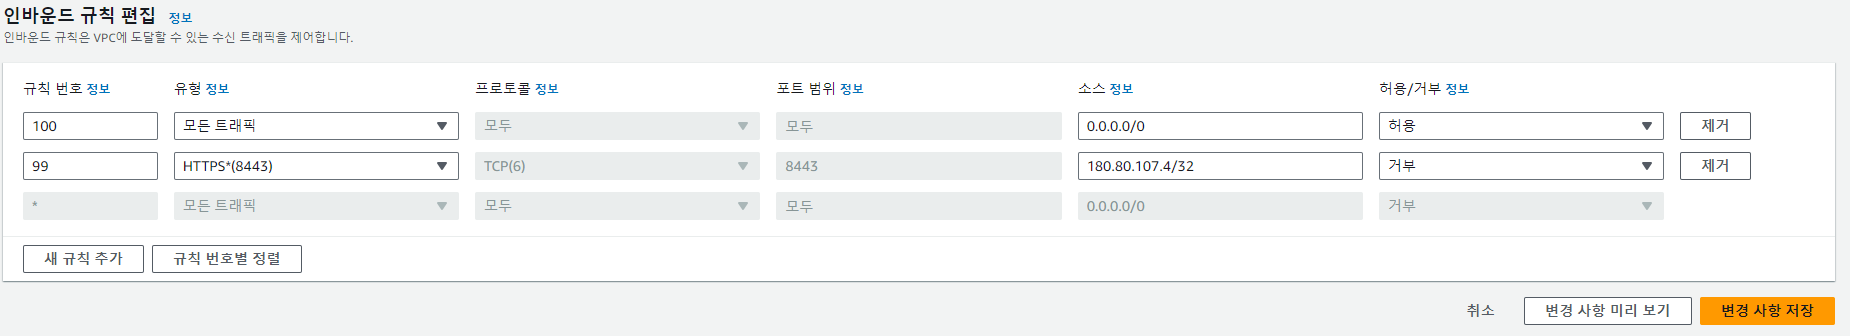 인바운드 규칙 편집 정보
인바운드 규칙은 VPC에 도달할 수 있는 수신 트래픽을 제어합니다.
규칙 번호 정보 유형 정보 프로토콜 정보 포트 범위 정보 소스 정보 허용/거부 정보
100 모든 트래픽 모두 모두 0.0.0.0/0 허용 제거
99 HTTPS*(8443) TCP(6) 8443 180.80.107.4/32 거부 제거
* 모든 트래픽 모두 모두 0.0.0.0/0 거부
새 규칙 추가 규칙 번호별 정렬
취소 변경 사항 미리 보기 변경 사항 저장